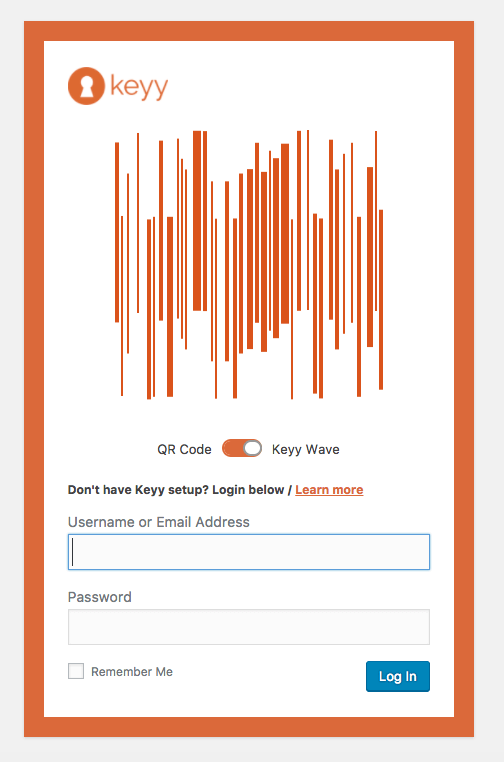 keyy
QR Code Keyy Wave
Don't have Keyy setup? Login below / Learn more
Username or Email Address
Password
Remember Me Log In